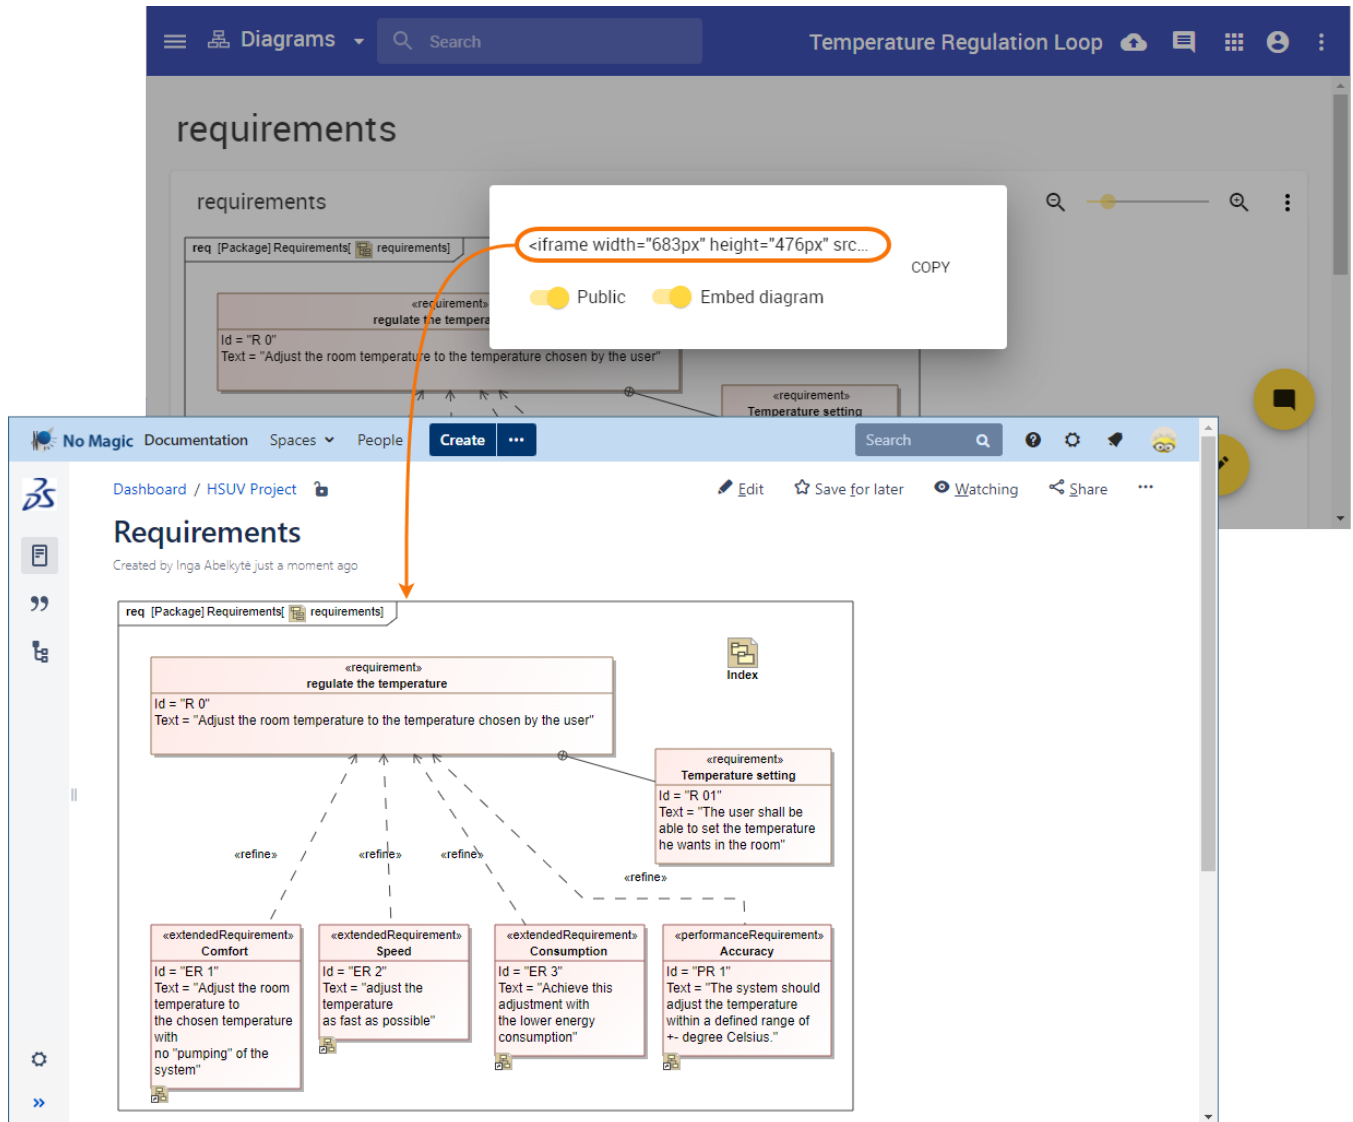 Diagrams
Search
Temperature Regulation Loop
requirements
requirements
req [Package] Requirements[ requirements]
<iframe width="683px" height="476px" src...
COPY
Public
Embed diagram
«requirement»
regulate the tempera
Id = "R 0"
Text = "Adjust the room temperature to the temperature chosen by the user"
«requirement»
Temperature setting
No Magic Documentation Spaces People Create ··· Search
Dashboard / HSUV Project
Edit Save for later Watching Share ···
Requirements
Created by Inga Abelkytė just a moment ago
req [Package] Requirements[ requirements]
Index
«requirement»
regulate the temperature
Id = "R 0"
Text = "Adjust the room temperature to the temperature chosen by the user"
«requirement»
Temperature setting
Id = "R 01"
Text = "The user shall be
able to set the temperature
he wants in the room"
«refine» «refine» «refine»
«refine»
«extendedRequirement»
Comfort
Id = "ER 1"
Text = "Adjust the room
temperature to
the chosen temperature
with
no "pumping" of the
system"
«extendedRequirement»
Speed
Id = "ER 2"
Text = "adjust the
temperature
as fast as possible"
«extendedRequirement»
Consumption
Id = "ER 3"
Text = "Achieve this
adjustment with
the lower energy
consumption"
«performanceRequirement»
Accuracy
Id = "PR 1"
Text = "The system should
adjust the temperature
within a defined range of
+- degree Celsius."